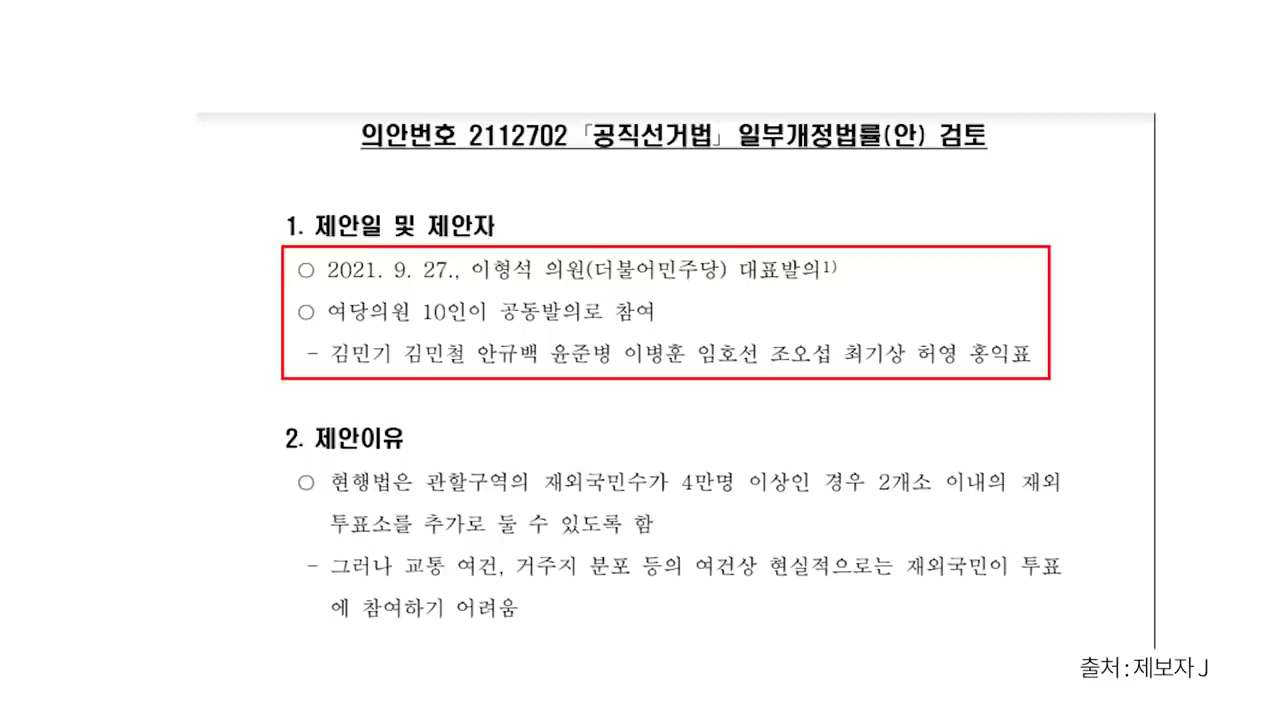 의안번호 2112702 「공직선거법」 일부개정법률(안) 검토
1. 제안일 및 제안자
○ 2021. 9. 27., 이형석 의원(더불어민주당) 대표발의1)
○ 여당의원 10인이 공동발의로 참여
- 김민기 김민철 안규백 윤준병 이병훈 임호선 조오섭 최기상 허영 홍익표
2. 제안이유
○ 현행법은 관할구역의 재외국민수가 4만명 이상인 경우 2개소 이내의 재외
투표소를 추가로 둘 수 있도록 함
- 그러나 교통 여건, 거주지 분포 등의 여건상 현실적으로는 재외국민이 투표
에 참여하기 어려움
출처 : 제보자 J